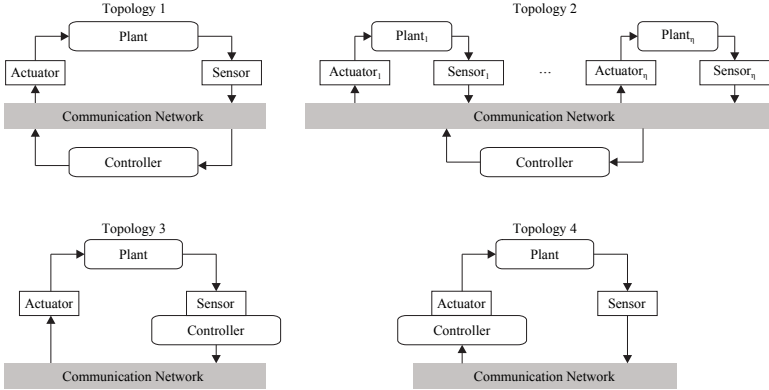 Topology 1
Topology 2
Plant
Plant₁
Plantη
Actuator
Sensor
Actuator₁
Sensor₁
...
Actuatorη
Sensorη
Communication Network
Communication Network
Controller
Controller
Topology 3
Topology 4
Plant
Plant
Actuator
Sensor
Actuator
Sensor
Controller
Controller
Communication Network
Communication Network